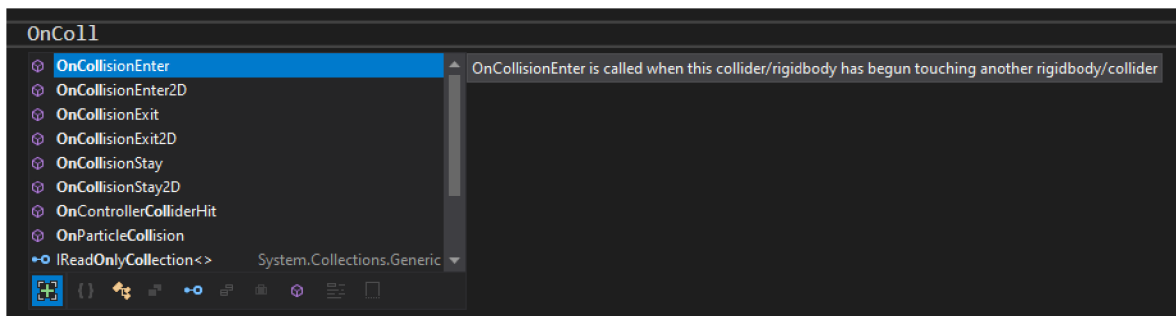 OnColl
OnCollisionEnter
OnCollisionEnter is called when this collider/rigidbody has begun touching another rigidbody/collider
OnCollisionEnter2D
OnCollisionExit
OnCollisionExit2D
OnCollisionStay
OnCollisionStay2D
OnControllerColliderHit
OnParticleCollision
IReadOnlyCollection<> System.Collections.Generic